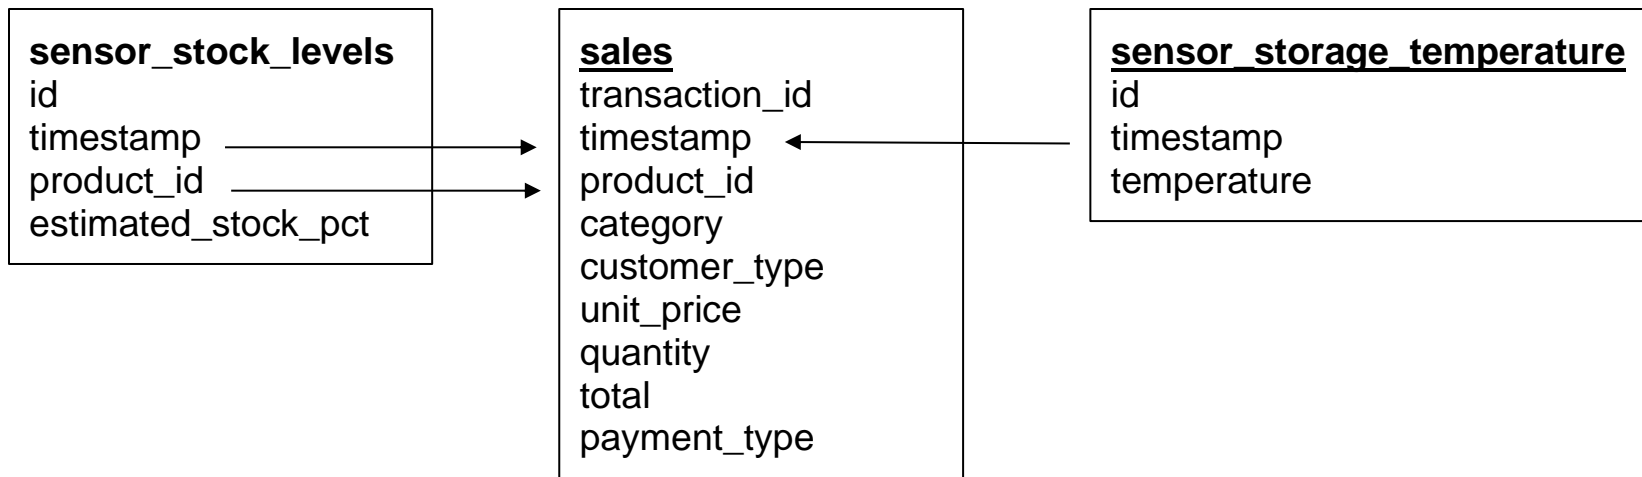 sensor_stock_levels
id
timestamp
product_id
estimated_stock_pct
sales
transaction_id
timestamp
product_id
category
customer_type
unit_price
quantity
total
payment_type
sensor_storage_temperature
id
timestamp
temperature